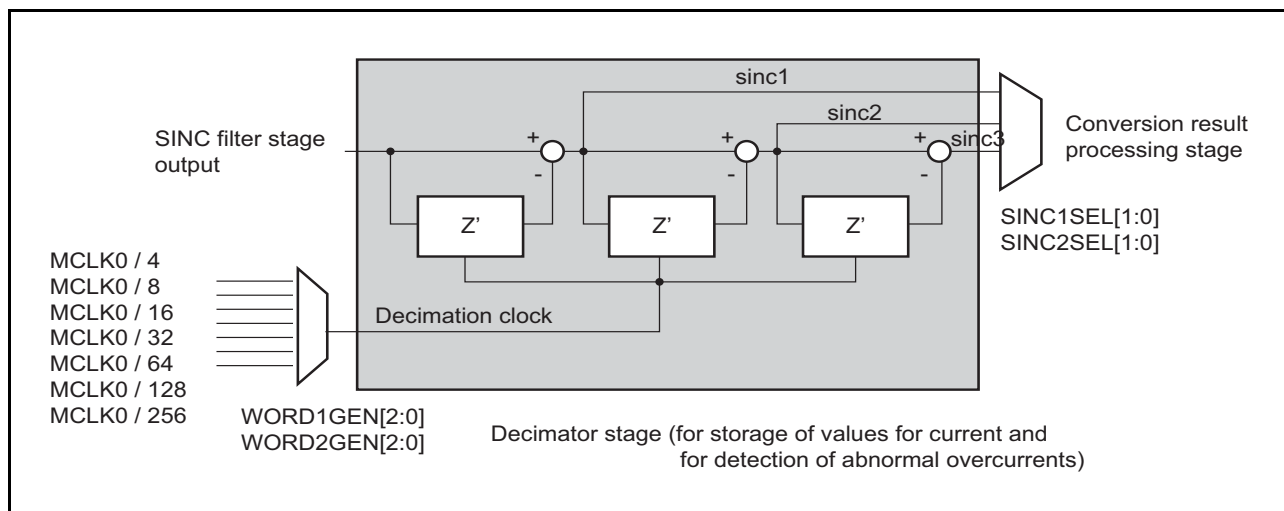 sinc1
sinc2
sinc3
SINC filter stage
output
+
-
+
-
+
-
Z’
Z’
Z’
Conversion result
processing stage
SINC1SEL[1:0]
SINC2SEL[1:0]
MCLK0 / 4
MCLK0 / 8
MCLK0 / 16
MCLK0 / 32
MCLK0 / 64
MCLK0 / 128
MCLK0 / 256
Decimation clock
WORD1GEN[2:0]
WORD2GEN[2:0]
Decimator stage (for storage of values for current and
for detection of abnormal overcurrents)